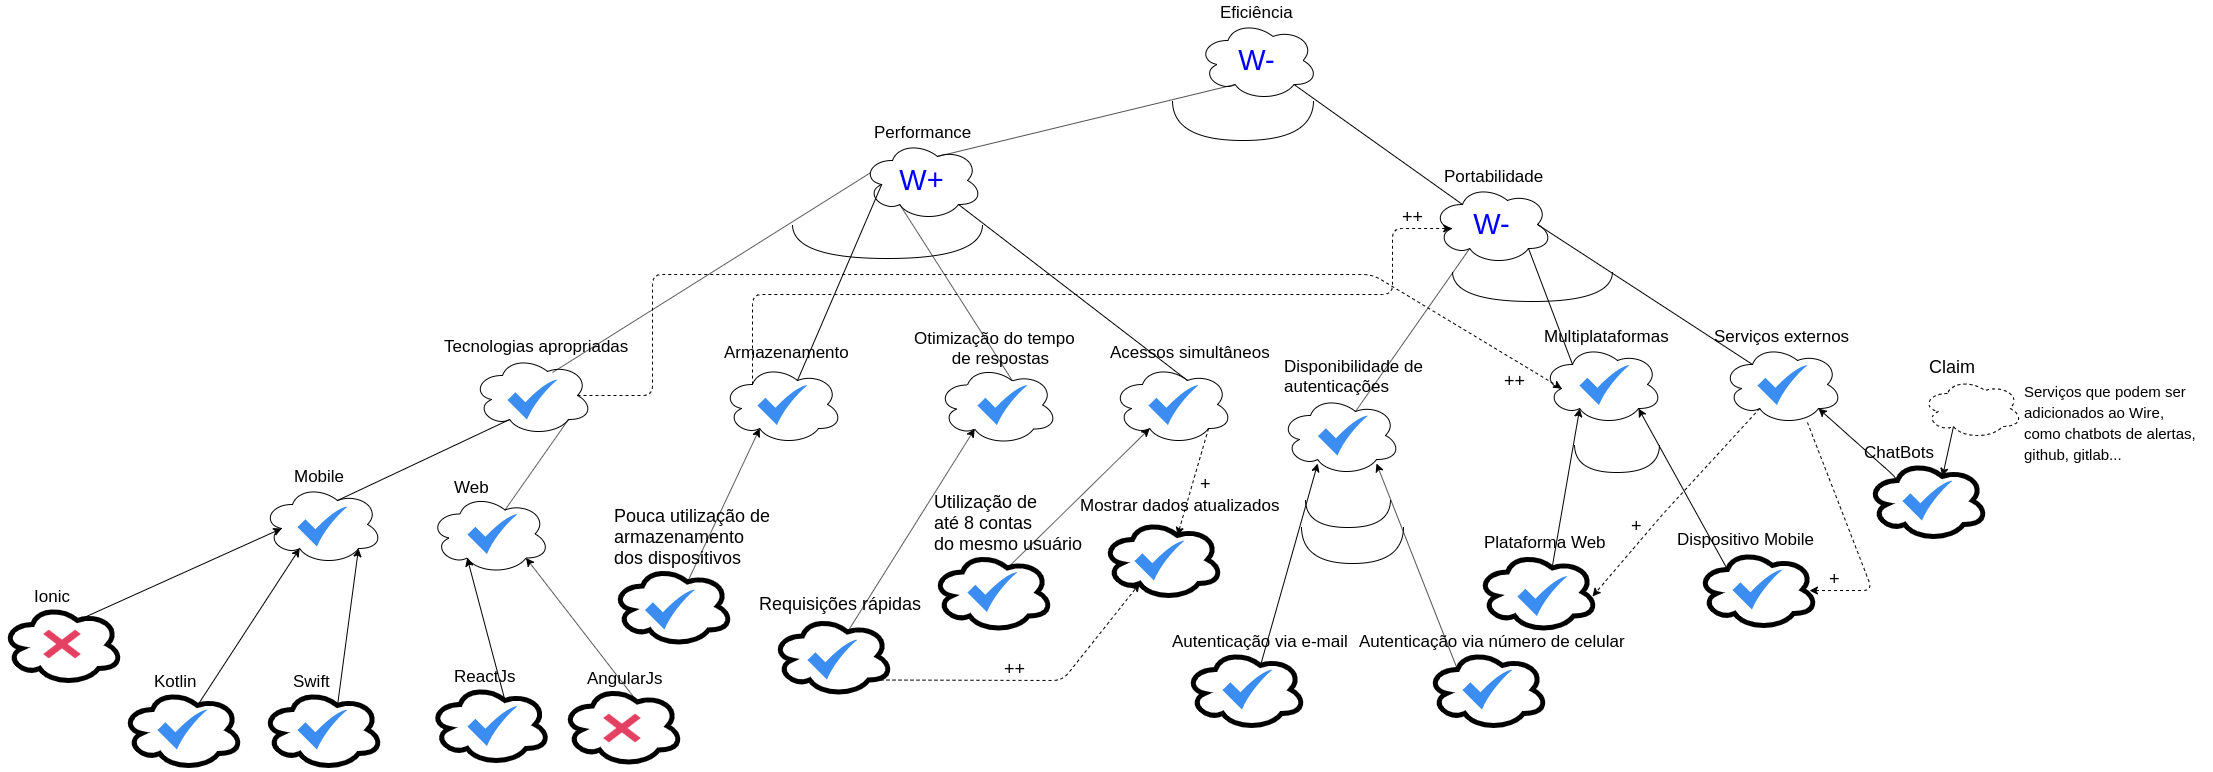 Eficiência
W-
Performance
W+
Portabilidade
++
W-
Tecnologias apropriadas
Armazenamento
Otimização do tempo
de respostas
Acessos simultâneos
Disponibilidade de
autenticações
++
Multiplataformas
Serviços externos
Claim
Serviços que podem ser
adicionados ao Wire,
como chatbots de alertas,
github, gitlab...
ChatBots
Mobile
Web
Pouca utilização de
armazenamento
dos dispositivos
Utilização de
até 8 contas
do mesmo usuário
+
Mostrar dados atualizados
+
Plataforma Web
Dispositivo Mobile
+
Ionic
Requisições rápidas
++
Autenticação via e-mail
Autenticação via número de celular
Kotlin
Swift
ReactJs
AngularJs